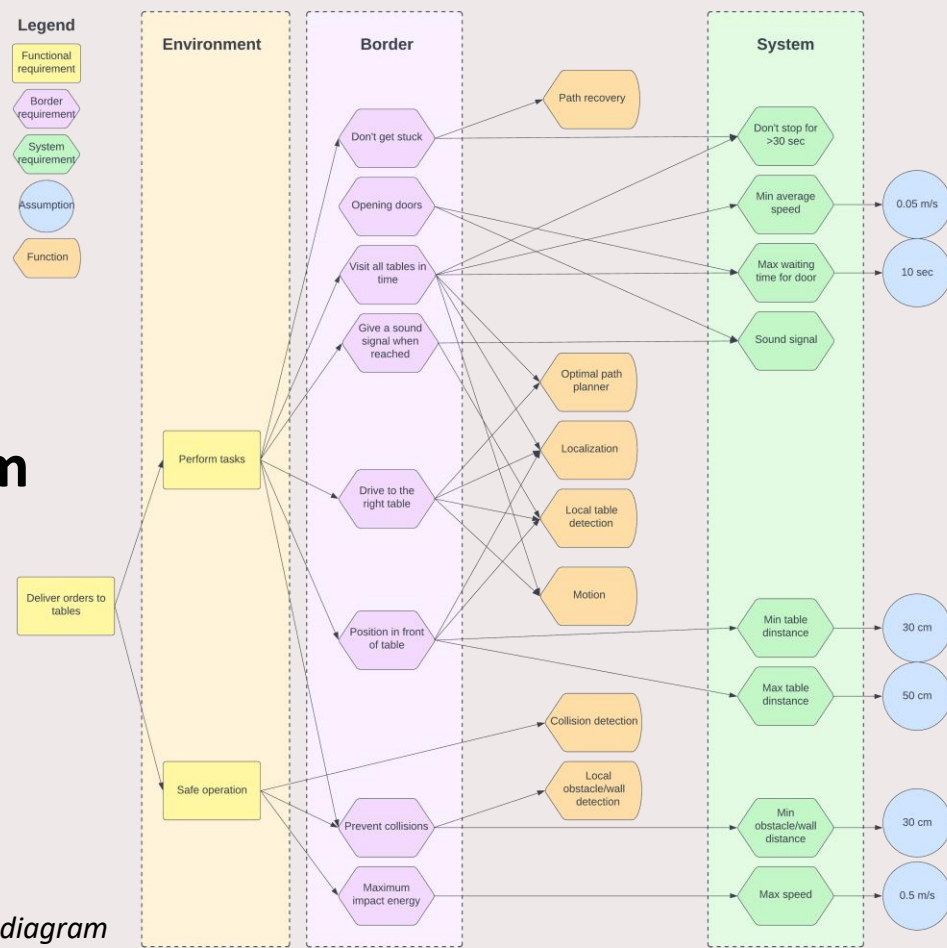 Legend
Functional
requirement
Border
requirement
System
requirement
Assumption
Function
m
Deliver orders to
tables
diagram
Environment
Perform tasks
Safe operation
Border
Don't get stuck
Opening doors
Visit all tables in
time
Give a sound
signal when
reached
Drive to the
right table
Position in front
of table
Prevent collisions
Maximum
impact energy
Path recovery
Optimal path
planner
Localization
Local table
detection
Motion
Collision detection
Local
obstacle/wall
detection
System
Don't stop for
>30 sec
Min average
speed
Max waiting
time for door
Sound signal
Min table
dinstance
Max table
dinstance
Min
obstacle/wall
distance
Max speed
0.05 m/s
10 sec
30 cm
50 cm
30 cm
0.5 m/s